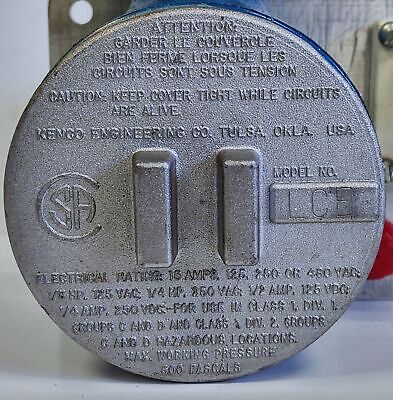 ATTENTION:
GARDER LE COUVERCLE
BIEN FERME LORSQUE LES
CIRCUITS SONT SOUS TENSION
CAUTION: KEEP COVER TIGHT WHILE CIRCUITS
ARE ALIVE.
KENCO ENGINEERING CO. TULSA, OKLA. USA
MODEL NO.
LCE
CSA
ELECTRICAL RATING: 15 AMPS. 125, 250 OR 480 VAC;
1/8 HP. 125 VAC; 1/4 HP. 250 VAC; 1/2 AMP. 125 VDC;
1/4 AMP. 250 VDC-FOR USE IN CLASS 1, DIV. 1.
GROUPS C AND D AND CLASS 1 DIV. 2. GROUPS
C AND D HAZARDOUS LOCATIONS.
MAX. WORKING PRESSURE
500 PASCALS